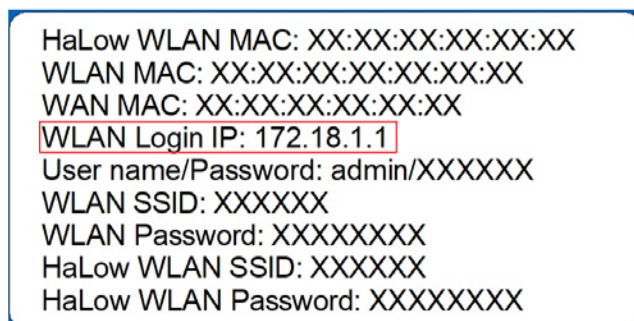 HaLow WLAN MAC: XX:XX:XX:XX:XX:XX
WLAN MAC: XX:XX:XX:XX:XX:XX
WAN MAC: XX:XX:XX:XX:XX:XX
WLAN Login IP: 172.18.1.1
User name/Password: admin/XXXXXX
WLAN SSID: XXXXXX
WLAN Password: XXXXXXXX
HaLow WLAN SSID: XXXXXX
HaLow WLAN Password: XXXXXXXX